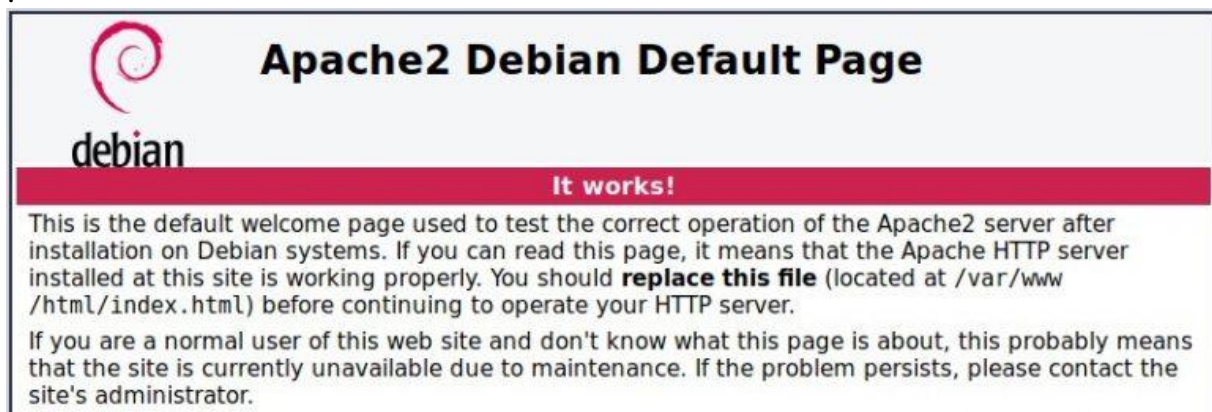 Apache2 Debian Default Page
debian
It works!
This is the default welcome page used to test the correct operation of the Apache2 server after
installation on Debian systems. If you can read this page, it means that the Apache HTTP server
installed at this site is working properly. You should replace this file (located at /var/www
/html/index.html) before continuing to operate your HTTP server.
If you are a normal user of this web site and don't know what this page is about, this probably means
that the site is currently unavailable due to maintenance. If the problem persists, please contact the
site's administrator.